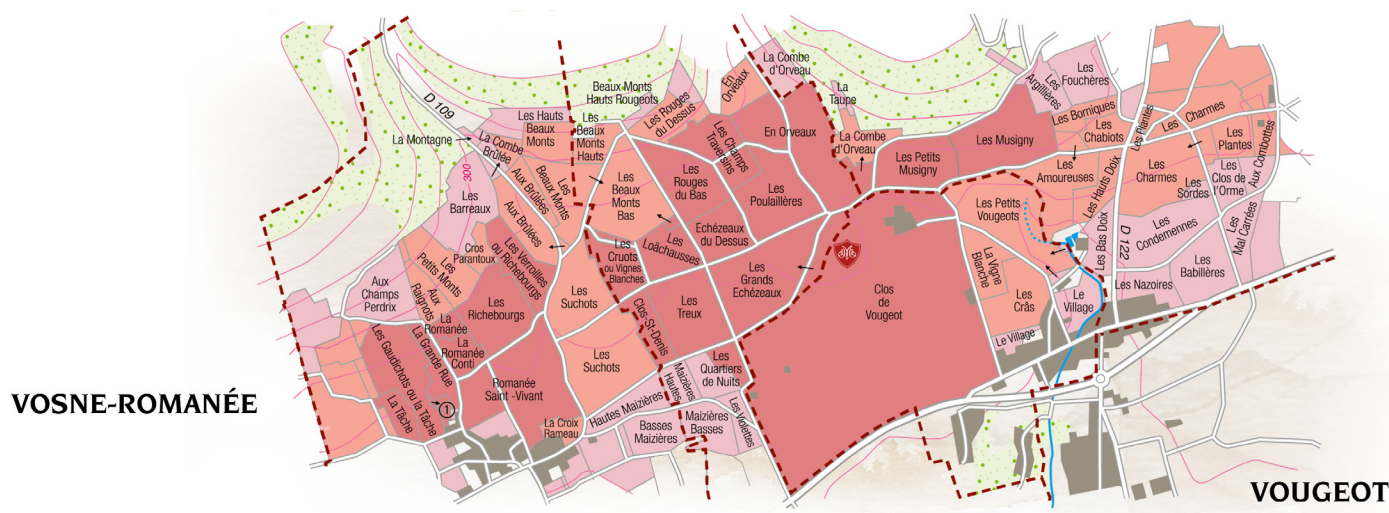 La Combe
d'Orveau
Les
Fouchères
Les
Argillières
La
Taupe
En
Orveaux
Beaux Monts
Hauts Rougeots
Les Rouges
du Dessus
D 109
Les Hauts
Beaux
Monts
Les
Beaux
Monts
Hauts
La Montagne
La Combe
Brûlée
En Orveaux
La Combe
d'Orveau
Les Musigny
Les Borniques
Les
Chabiots
Les Plantes
Les Charmes
Les
Plantes
Aux Combottes
Les Champs
Traversins
Les Petits
Musigny
Les
Amoureuses
Les
Charmes
Les
Clos de
l'Orme
Les
Sordes
300
Les
Barreaux
Aux Brûlées
Les
Beaux Monts
Aux
Brûlées
Les
Beaux
Monts
Bas
Les
Rouges
du Bas
Les
Poulaillères
Les Petits
Vougeots
Les Hauts Doix
Les Bas Doix
D 122
Les
Condemennes
Les
Mal Carrées
Cros
Parantoux
Les Verroilles
ou Richebourgs
Les
Cruots
ou Vignes
Blanches
Les
Loâchausses
Echézeaux
du Dessus
La Vigne
Blanche
Les
Babillères
Les Nazoires
Aux
Champs
Perdrix
Les
Petits Monts
Aux
Raignots
Les
Richebourgs
Les
Suchots
Les
Treux
Les
Grands
Echézeaux
Clos
de
Vougeot
Les
Crâs
Le
Village
Le Village
La
Romanée
La
Romanée
Conti
La Grande Rue
Les Gaudichots ou la Tâche
La Tâche
1
Romanée
Saint -Vivant
Les
Suchots
Clos-St-Denis
Les
Quartiers
de Nuits
Maizières
Hautes
Hautes Maizières
La Croix
Rameau
Basses
Maizières
Maizières
Basses
Les Violettes
VOSNE-ROMANÉE
VOUGEOT